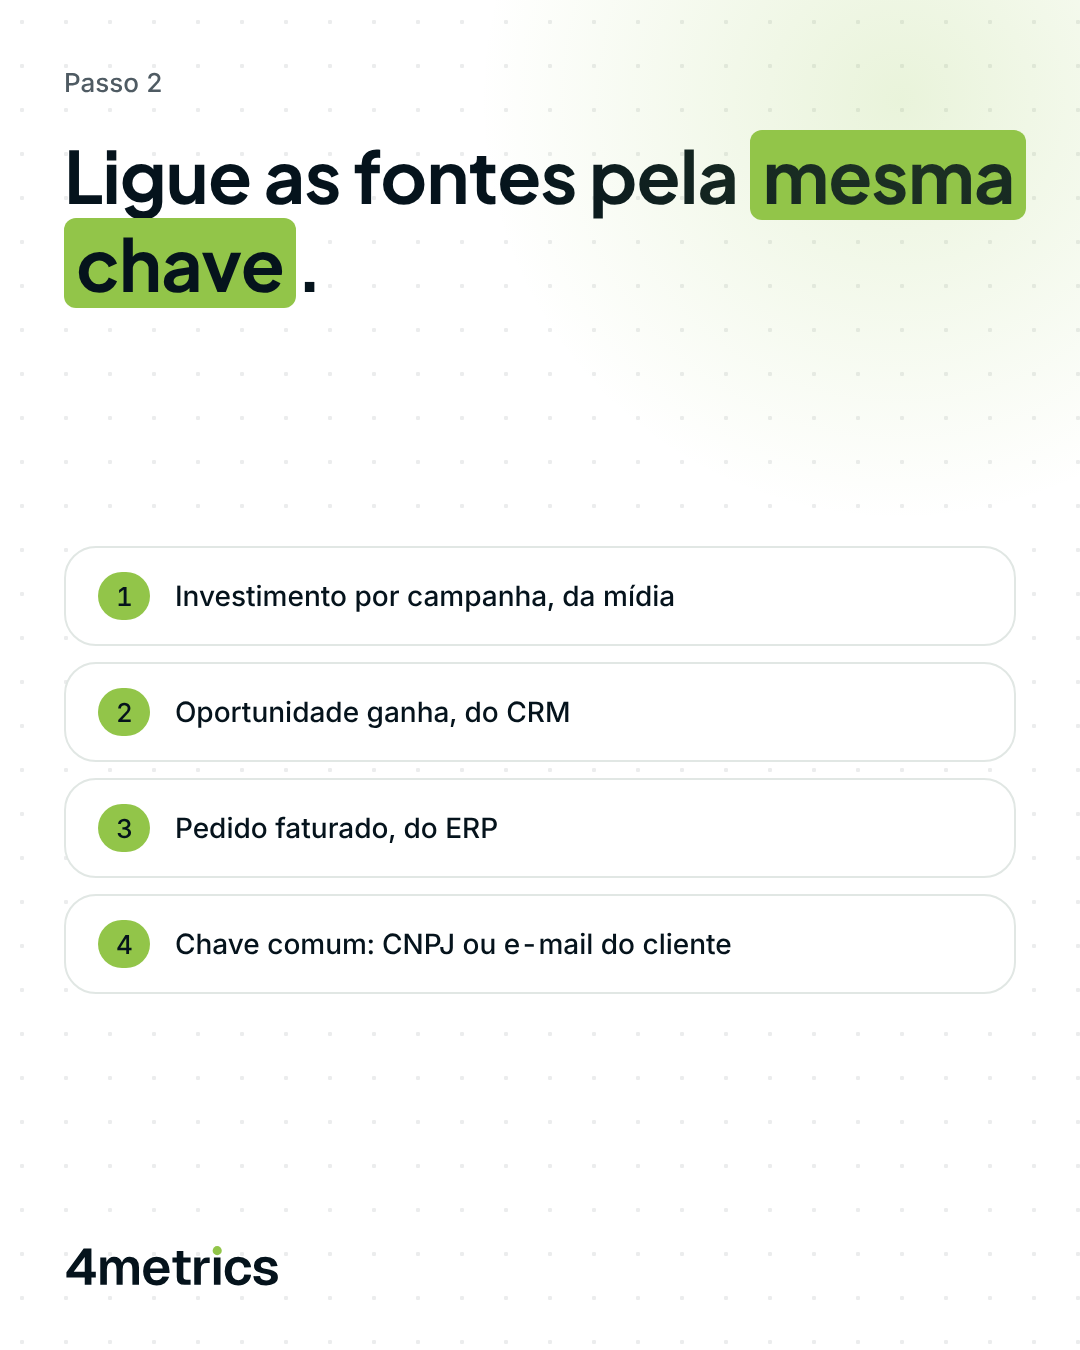 Passo 2
Ligue as fontes pela mesma
chave.
1 Investimento por campanha, da mídia
2 Oportunidade ganha, do CRM
3 Pedido faturado, do ERP
4 Chave comum: CNPJ ou e-mail do cliente
4metrics